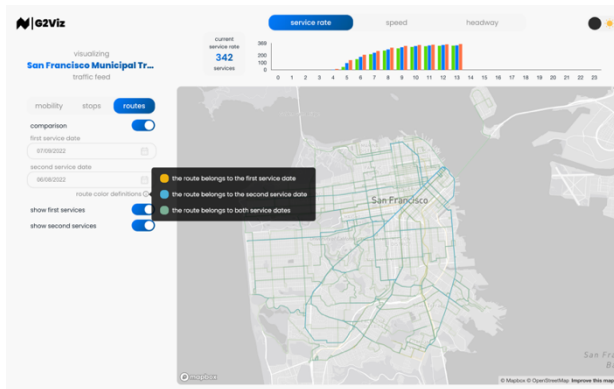 G2Viz
visualizing
San Francisco Municipal Tr...
traffic feed
mobility
stops
routes
comparison
first service date
07/09/2022
second service date
06/08/2022
route color definitions
show first services
show second services
service rate
speed
headway
current
service rate
342
services
300
200
100
0
0 1 2 3 4 5 6 7 8 9 10 11 12 13 14 15 16 17 18 19 20 21 22 23
the route belongs to the first service date
the route belongs to the second service date
the route belongs to both service dates
San Francisco
mapbox
© Mapbox © OpenStreetMap Improve this map